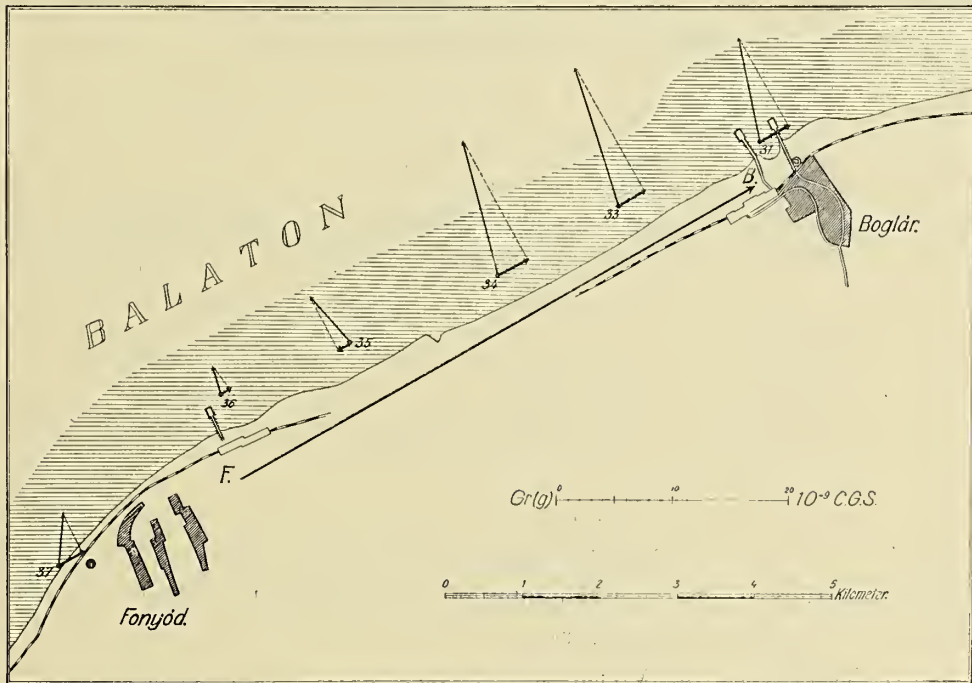 BALATON
31
B.
33
Boglár.
34
35
36
F.
Gr(g) 0 10 20 10⁻⁹ C.G.S.
37
0 1 2 3 4 5 Kilometer.
Fonyód.